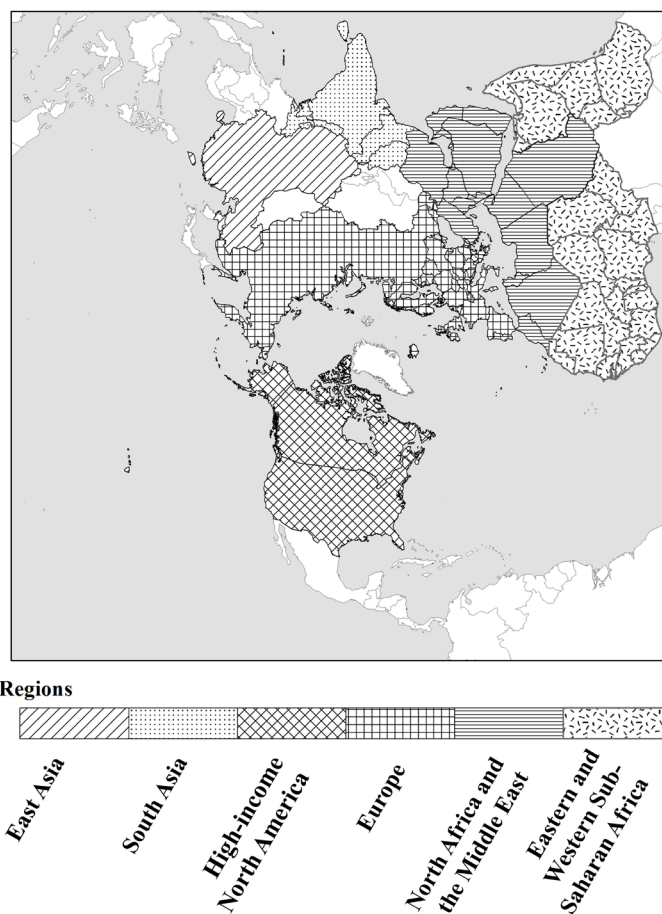 Regions
East Asia
South Asia
High-income
North America
Europe
North Africa and
the Middle East
Eastern and
Western Sub-
Saharan Africa